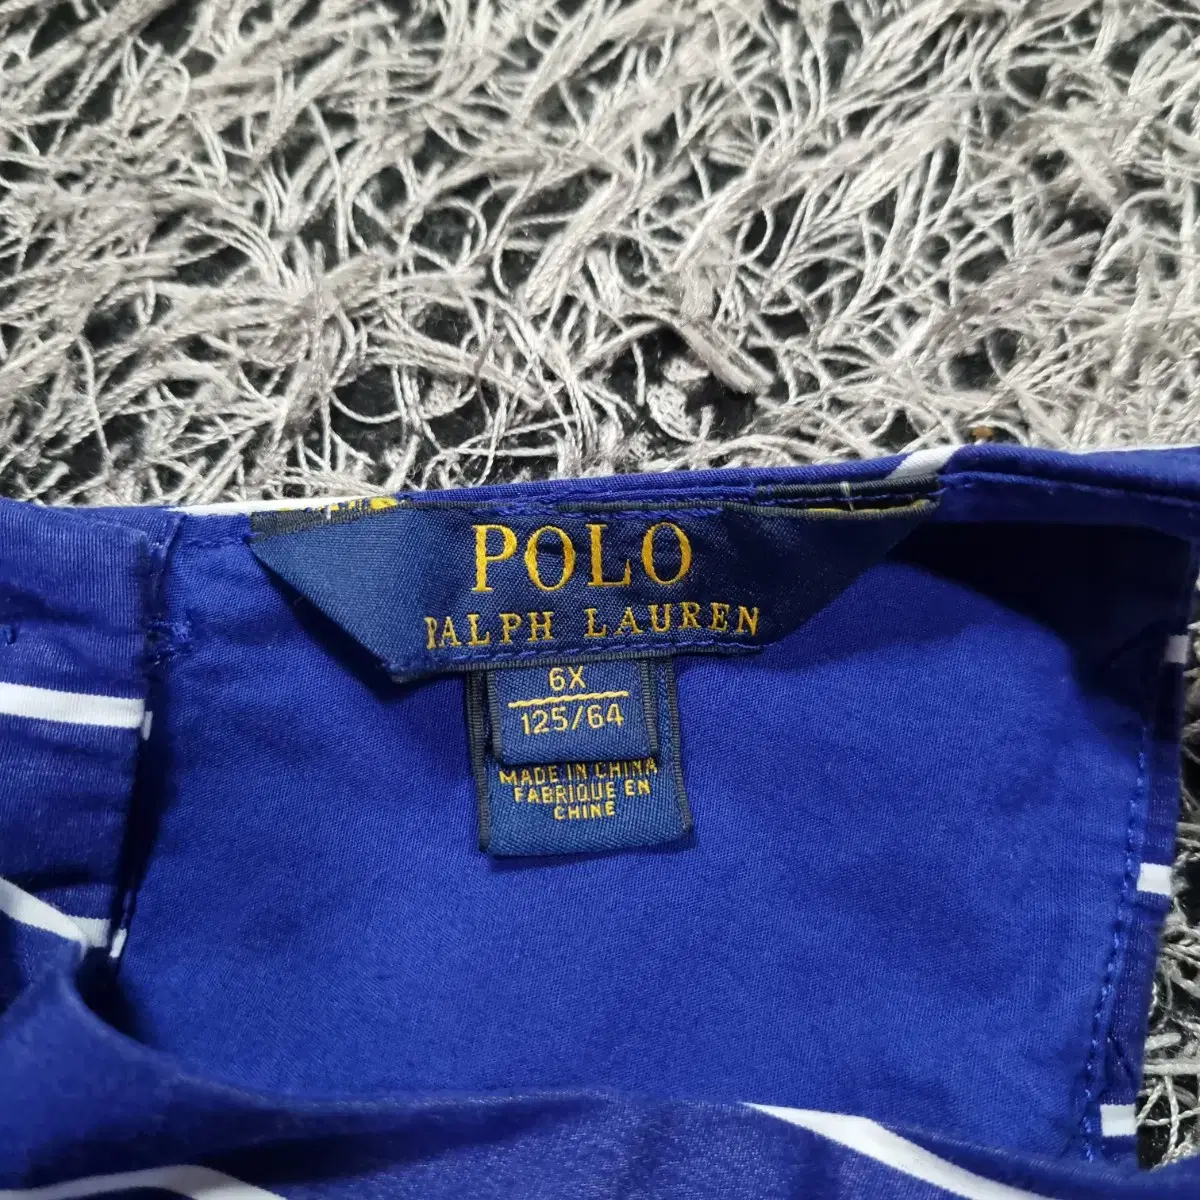 POLO
RALPH LAUREN
6X
125/64
MADE IN CHINA
FABRIQUE EN
CHINE